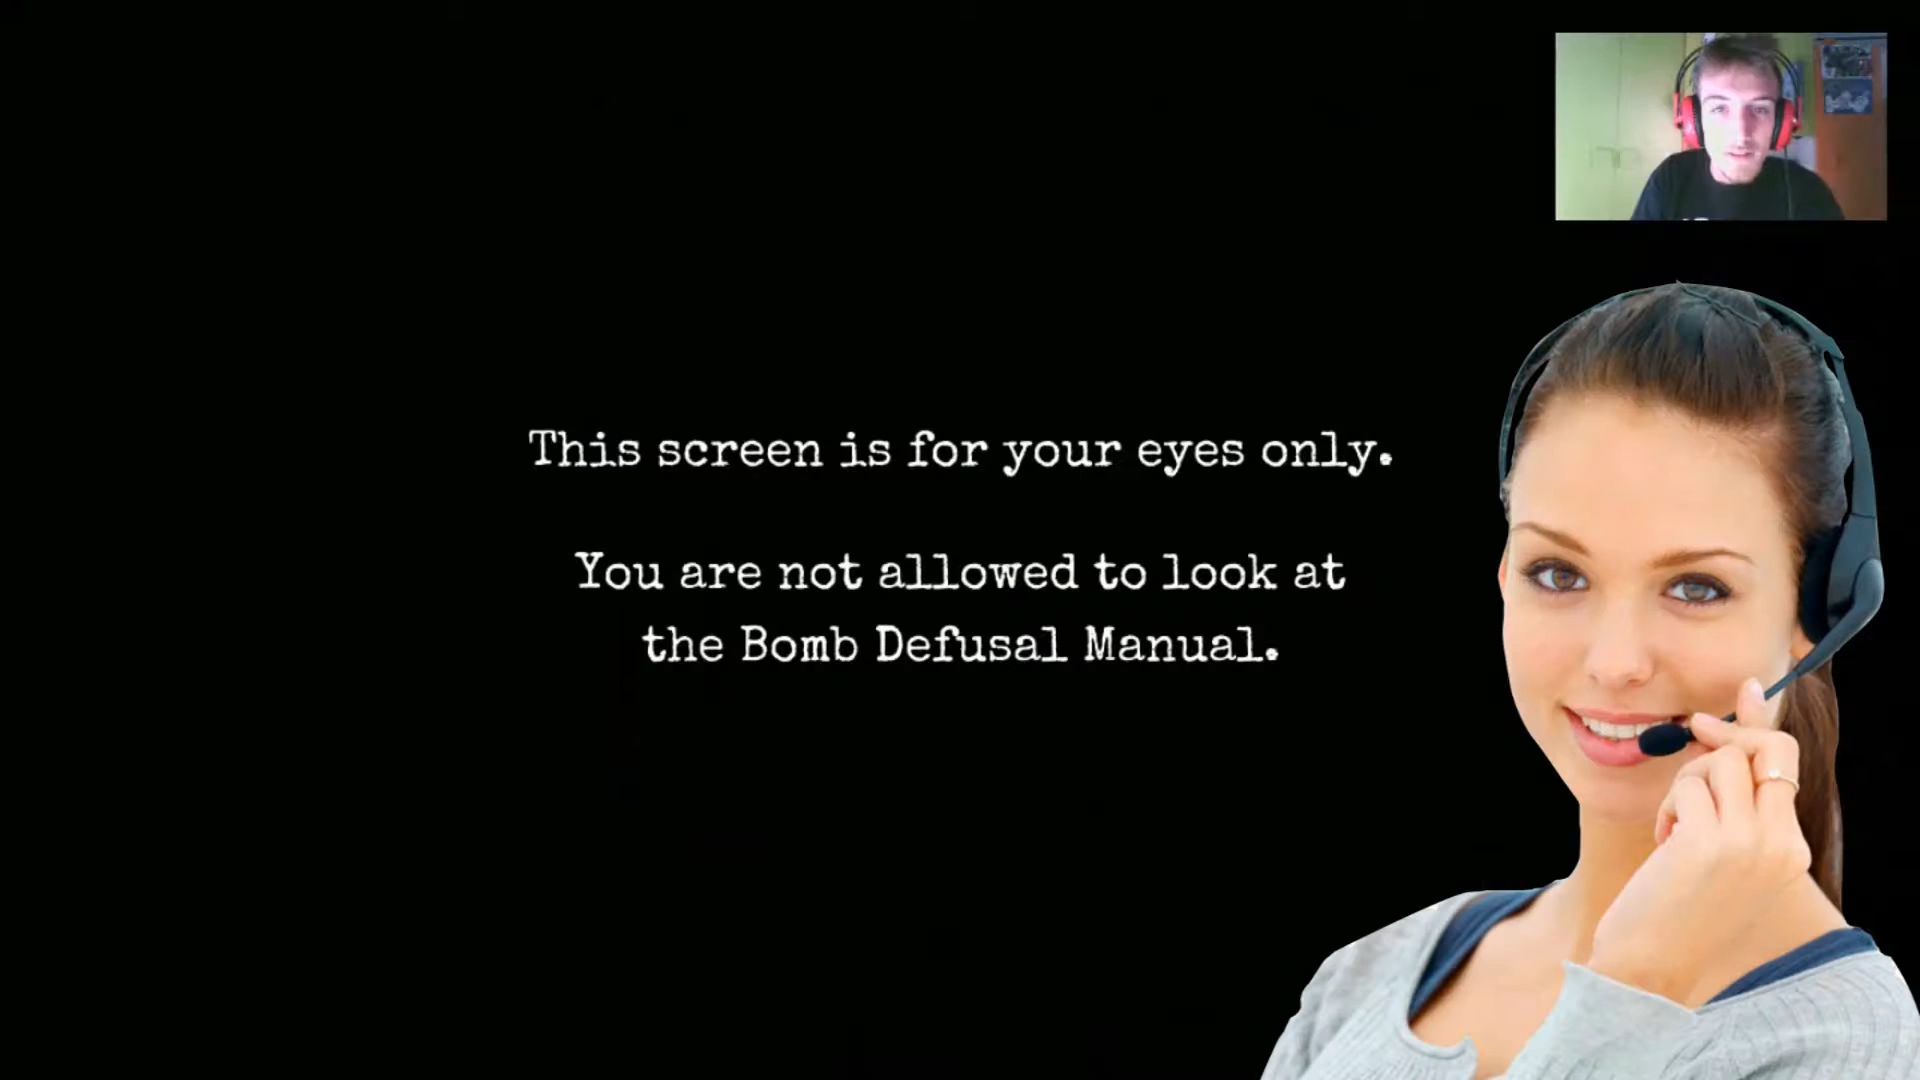 This screen is for your eyes only.
You are not allowed to look at
the Bomb Defusal Manual.